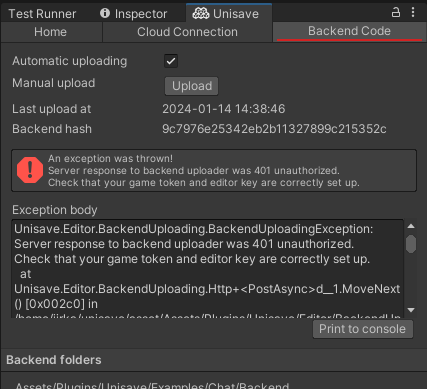 Test Runner Inspector Unisave
Home Cloud Connection Backend Code
Automatic uploading
Manual upload Upload
Last upload at 2024-01-14 14:38:46
Backend hash 9c7976e25342eb2b11327899c215352c
An exception was thrown!
Server response to backend uploader was 401 unauthorized.
Check that your game token and editor key are correctly set up.
Exception body
Unisave.Editor.BackendUploading.BackendUploadingException:
Server response to backend uploader was 401 unauthorized.
Check that your game token and editor key are correctly set up.
at
Unisave.Editor.BackendUploading.Http+<PostAsync>d__1.MoveNext
() [0x002c0] in
/home/jirka/unisave/asset/Assets/Plugins/Unisave/Editor/BackendUp
Print to console
Backend folders
Assets/Plugins/Unisave/Examples/Chat/Backend